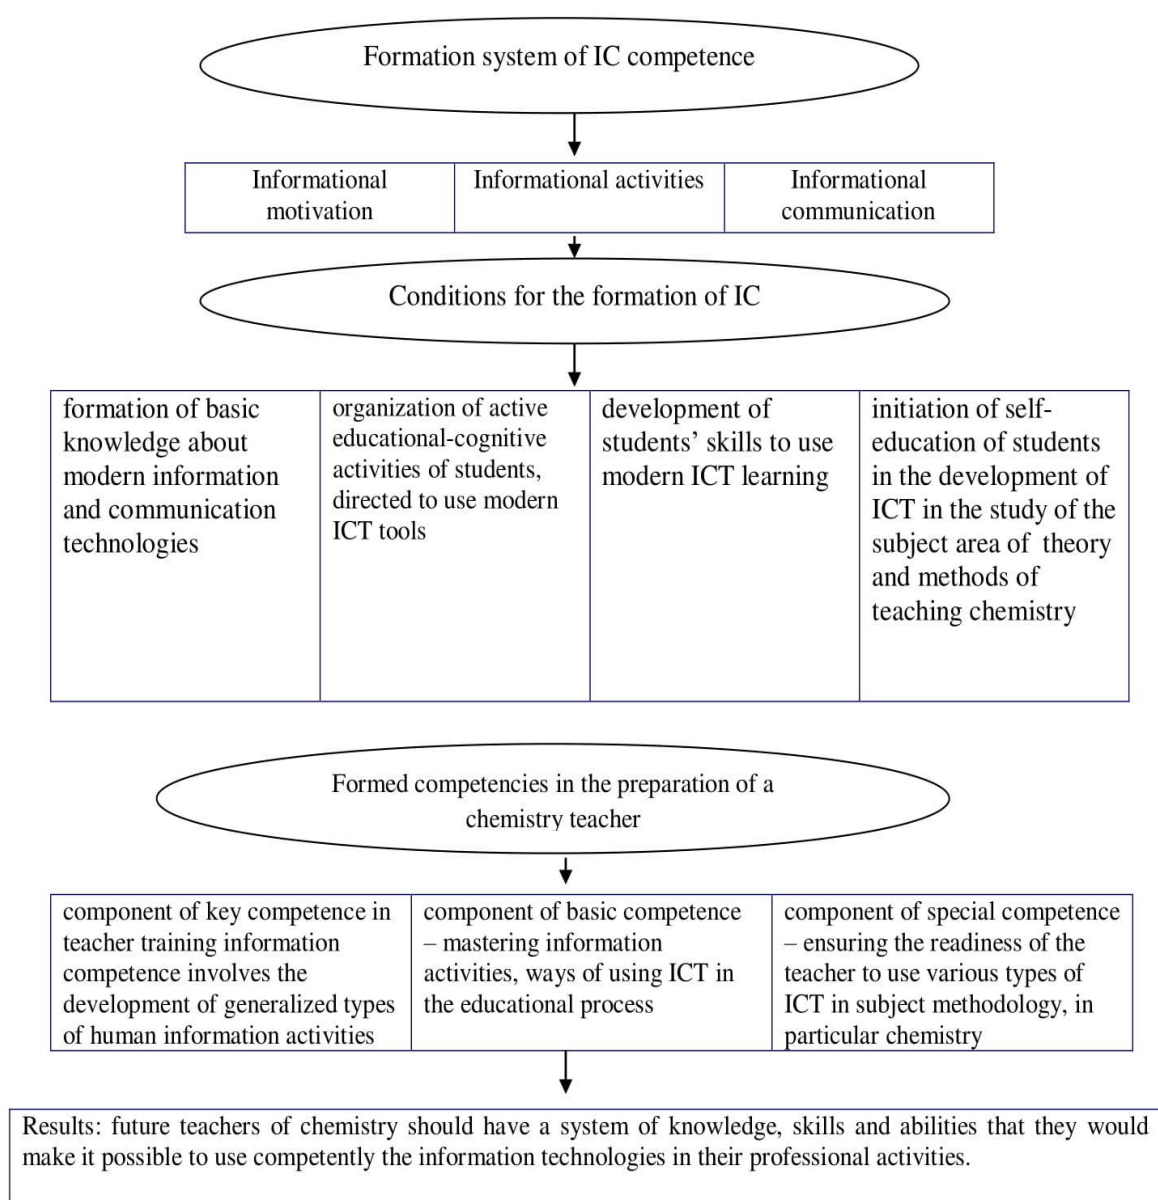 Formation system of IC competence
Informational
motivation
Informational activities
Informational
communication
Conditions for the formation of IC
formation of basic
knowledge about
modern information
and communication
technologies
organization of active
educational-cognitive
activities of students,
directed to use modern
ICT tools
development of
students’ skills to use
modern ICT learning
initiation of self-
education of students
in the development of
ICT in the study of the
subject area of theory
and methods of
teaching chemistry
Formed competencies in the preparation of a
chemistry teacher
component of key competence in
teacher training information
competence involves the
development of generalized types
of human information activities
component of basic competence
– mastering information
activities, ways of using ICT in
the educational process
component of special competence
– ensuring the readiness of the
teacher to use various types of
ICT in subject methodology, in
particular chemistry
Results: future teachers of chemistry should have a system of knowledge, skills and abilities that they would
make it possible to use competently the information technologies in their professional activities.